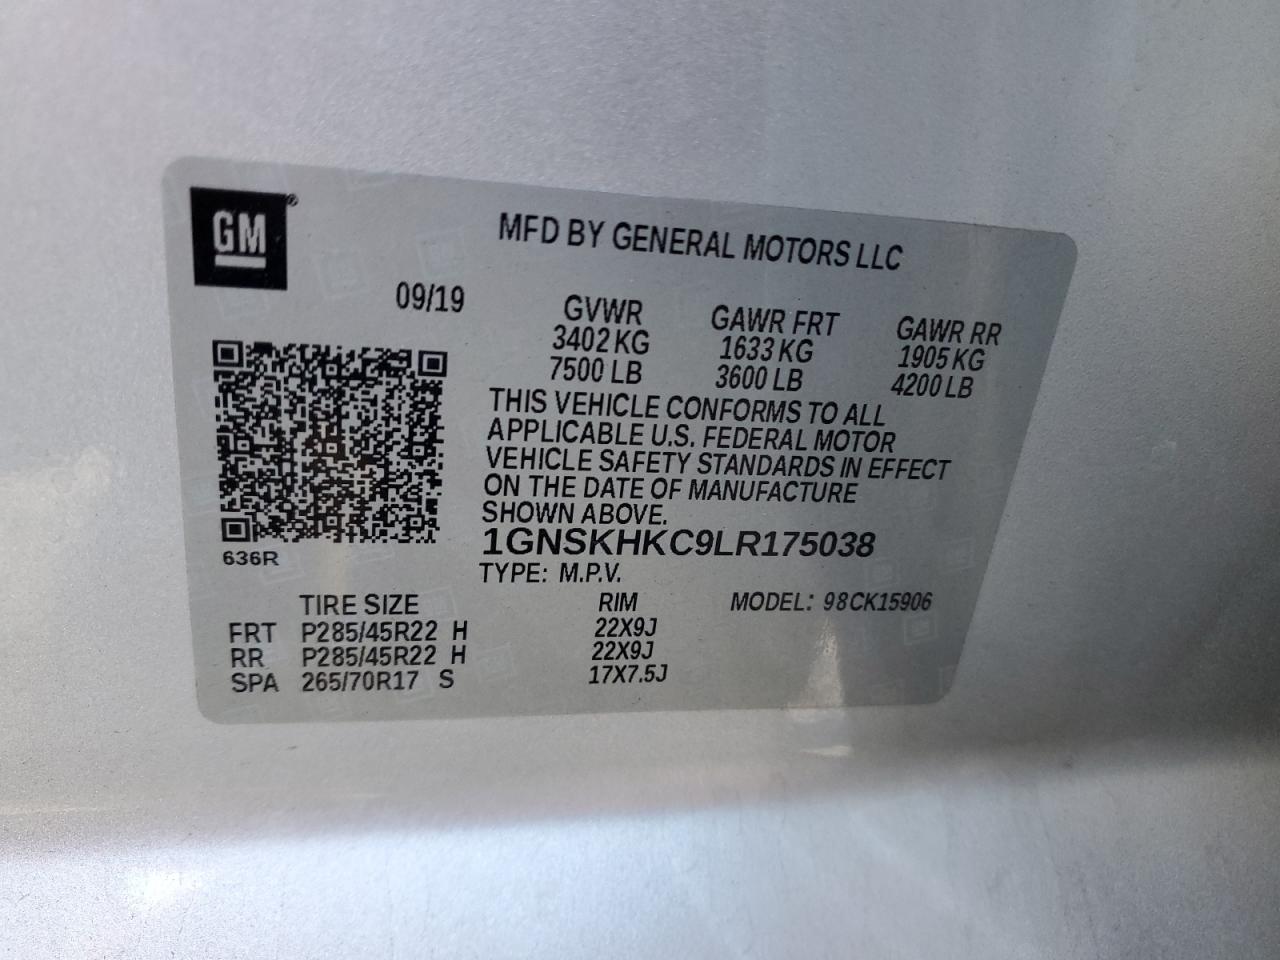 GM®
MFD BY GENERAL MOTORS LLC
09/19
GVWR GAWR FRT GAWR RR
3402 KG 1633 KG 1905 KG
7500 LB 3600 LB 4200 LB
THIS VEHICLE CONFORMS TO ALL
APPLICABLE U.S. FEDERAL MOTOR
VEHICLE SAFETY STANDARDS IN EFFECT
ON THE DATE OF MANUFACTURE
SHOWN ABOVE.
636R
1GNSKHKC9LR175038
TYPE: M.P.V.
TIRE SIZE RIM MODEL: 98CK15906
FRT P285/45R22 H 22X9J
RR P285/45R22 H 22X9J
SPA 265/70R17 S 17X7.5J